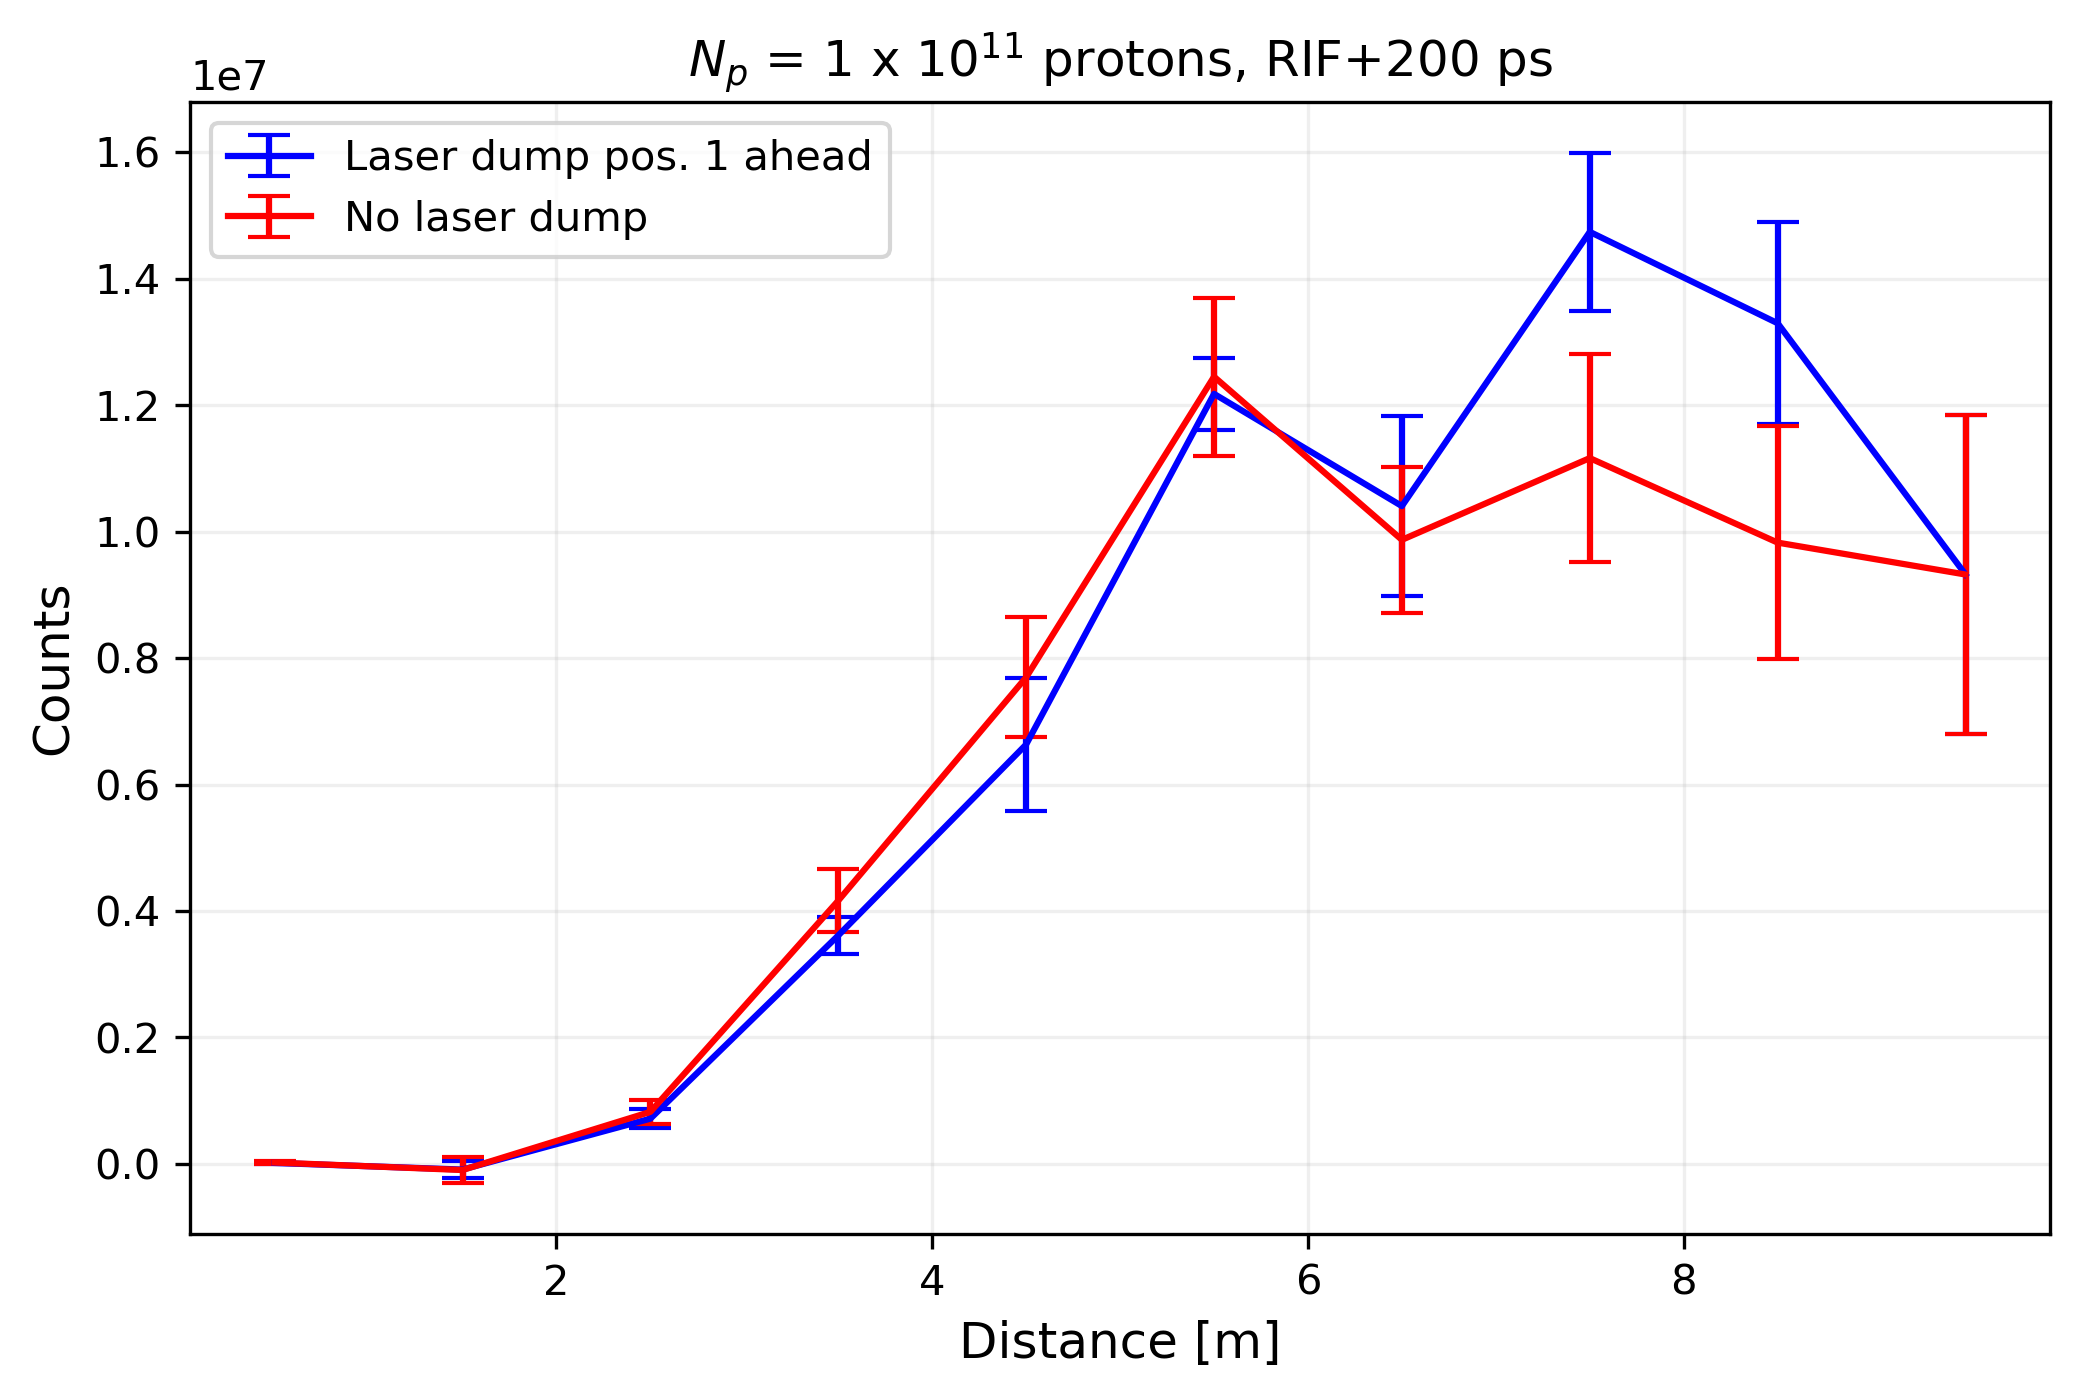 N_p = 1 x 10^11 protons, RIF+200 ps
1e7
1.6
1.4
1.2
1.0
0.8
0.6
0.4
0.2
0.0
Laser dump pos. 1 ahead
No laser dump
Counts
2 4 6 8
Distance [m]